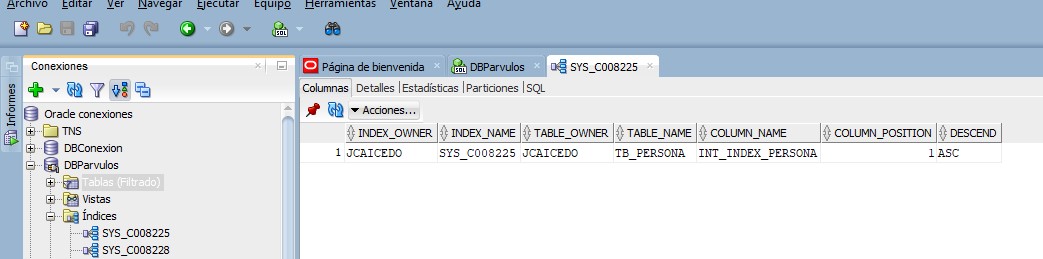 Archivo Editar Ver Navegar Ejecutar Equipo Herramientas Ventana Ayuda
SQL
Informes
Conexiones
Oracle conexiones
TNS
DBConexion
DBParvulos
Tablas (Filtrado)
Vistas
Índices
SYS_C008225
SYS_C008228
Página de bienvenida DBParvulos SYS_C008225
Columnas Detalles Estadísticas Particiones SQL
Acciones...
INDEX_OWNER INDEX_NAME TABLE_OWNER TABLE_NAME COLUMN_NAME COLUMN_POSITION DESCEND
1 JCAICEDO SYS_C008225 JCAICEDO TB_PERSONA INT_INDEX_PERSONA 1 ASC